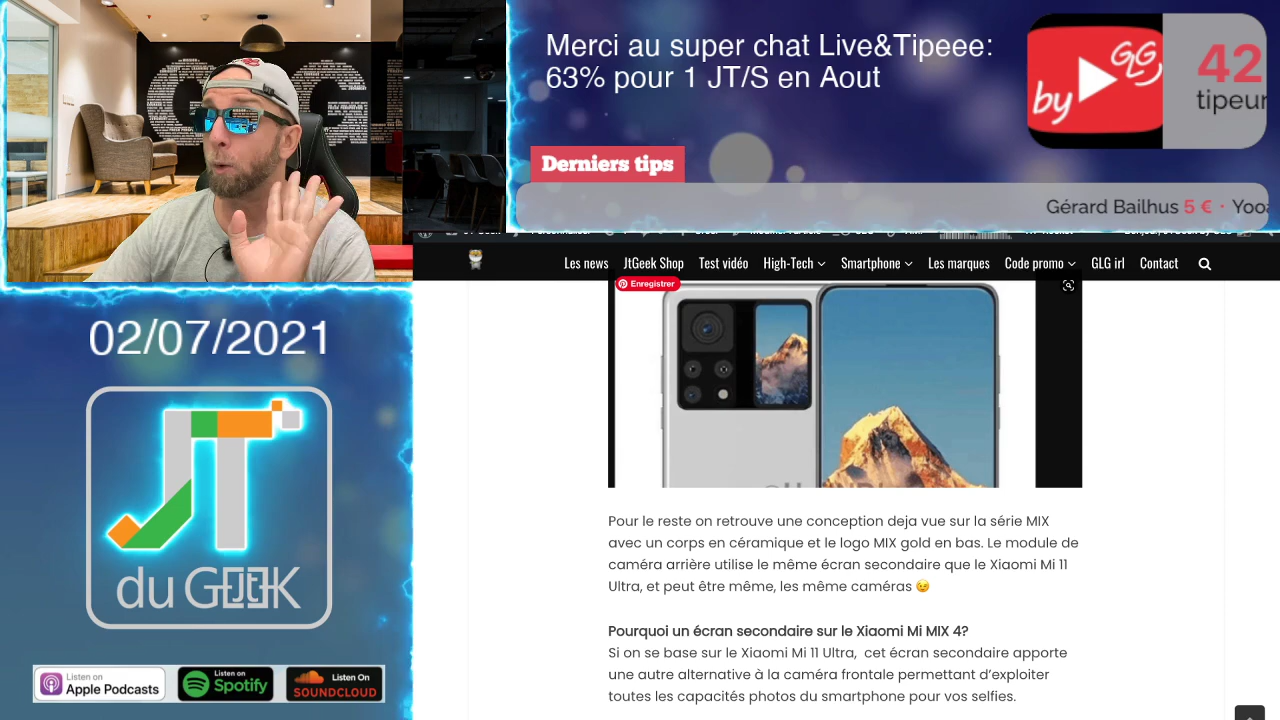 Merci au super chat Live&Tipeee:
63% pour 1 JT/S en Aout
by GG
42
tipeur
Derniers tips
Gérard Bailhus 5 € · Yooa
Les news JtGeek Shop Test vidéo High-Tech Smartphone Les marques Code promo GLG irl Contact
Enregistrer
02/07/2021
JT
du GEEK
Listen on
Apple Podcasts
Listen on
Spotify
Listen On
SOUNDCLOUD
Pour le reste on retrouve une conception deja vue sur la série MIX
avec un corps en céramique et le logo MIX gold en bas. Le module de
caméra arrière utilise le même écran secondaire que le Xiaomi Mi 11
Ultra, et peut être même, les même caméras 😉
Pourquoi un écran secondaire sur le Xiaomi Mi MIX 4?
Si on se base sur le Xiaomi Mi 11 Ultra, cet écran secondaire apporte
une autre alternative à la caméra frontale permettant d’exploiter
toutes les capacités photos du smartphone pour vos selfies.